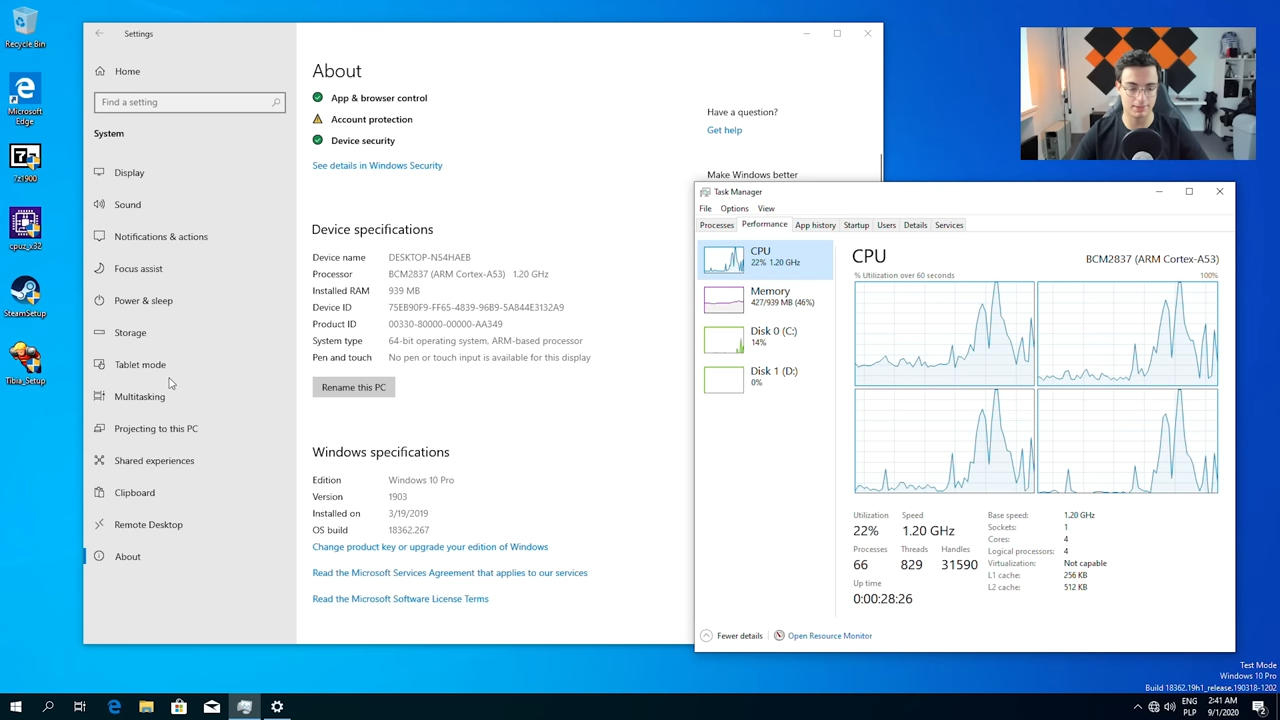 Recycle Bin
Microsoft
Edge
7z1900
cpuz_x32
SteamSetup
Tibia_Setup
Settings
Home
Find a setting
System
Display
Sound
Notifications & actions
Focus assist
Power & sleep
Storage
Tablet mode
Multitasking
Projecting to this PC
Shared experiences
Clipboard
Remote Desktop
About
About
App & browser control
Account protection
Device security
See details in Windows Security
Have a question?
Get help
Make Windows better
Device specifications
Device name DESKTOP-N54HAEB
Processor BCM2837 (ARM Cortex-A53) 1.20 GHz
Installed RAM 939 MB
Device ID 75EB90F9-FF65-4839-96B9-5A844E3132A9
Product ID 00330-80000-00000-AA349
System type 64-bit operating system, ARM-based processor
Pen and touch No pen or touch input is available for this display
Rename this PC
Windows specifications
Edition Windows 10 Pro
Version 1903
Installed on 3/19/2019
OS build 18362.267
Change product key or upgrade your edition of Windows
Read the Microsoft Services Agreement that applies to our services
Read the Microsoft Software License Terms
Task Manager
File Options View
Processes Performance App history Startup Users Details Services
CPU
22% 1.20 GHz
Memory
427/939 MB (46%)
Disk 0 (C:)
14%
Disk 1 (D:)
0%
CPU BCM2837 (ARM Cortex-A53)
% Utilization over 60 seconds 100%
Utilization Speed
22% 1.20 GHz
Processes Threads Handles
66 829 31590
Up time
0:00:28:26
Base speed: 1.20 GHz
Sockets: 1
Cores: 4
Logical processors: 4
Virtualization: Not capable
L1 cache: 256 KB
L2 cache: 512 KB
Fewer details Open Resource Monitor
Test Mode
Windows 10 Pro
Build 18362.19h1_release.190318-1202
ENG 2:41 AM
PLP 9/1/2020
2